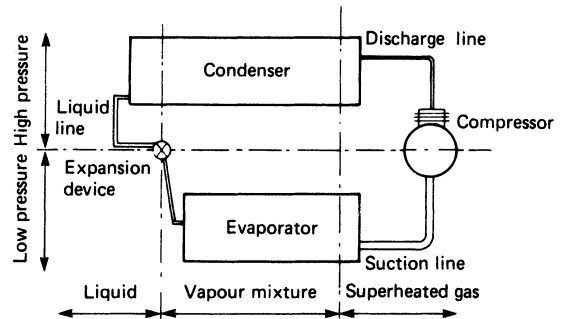 Discharge line
Condenser
High pressure
Liquid
line
Compressor
Expansion
device
Low pressure
Evaporator
Suction line
Liquid
Vapour mixture
Superheated gas